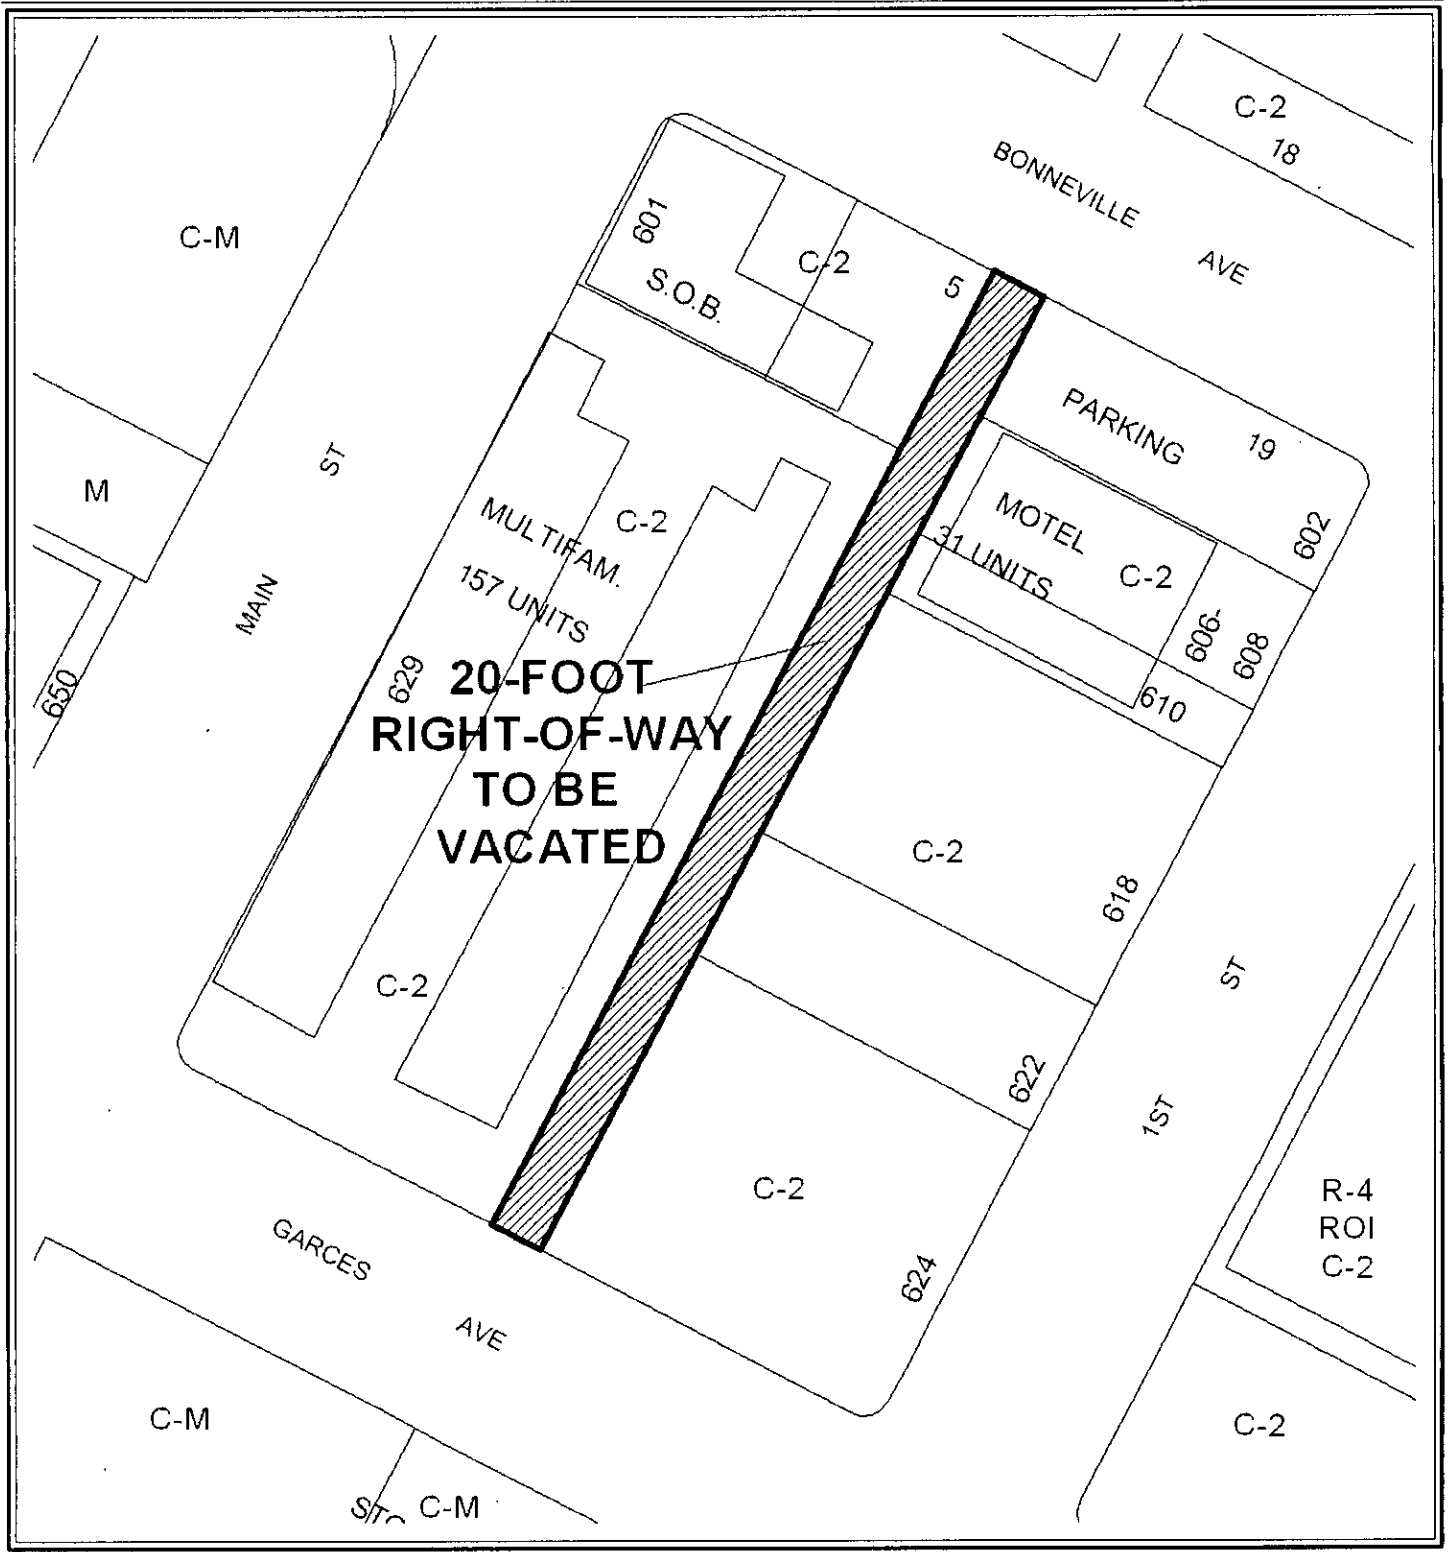 C-2
18
BONNEVILLE
AVE
C-M
601
S.O.B.
C-2
5
PARKING
19
602
MOTEL
31 UNITS
C-2
606-
608
610
ST
MAIN
M
650
MULTIFAM.
157 UNITS
C-2
629
20-FOOT
RIGHT-OF-WAY
TO BE
VACATED
C-2
618
C-2
622
ST
1ST
C-2
624
R-4
ROI
C-2
GARCES
AVE
C-M
C-M
C-2